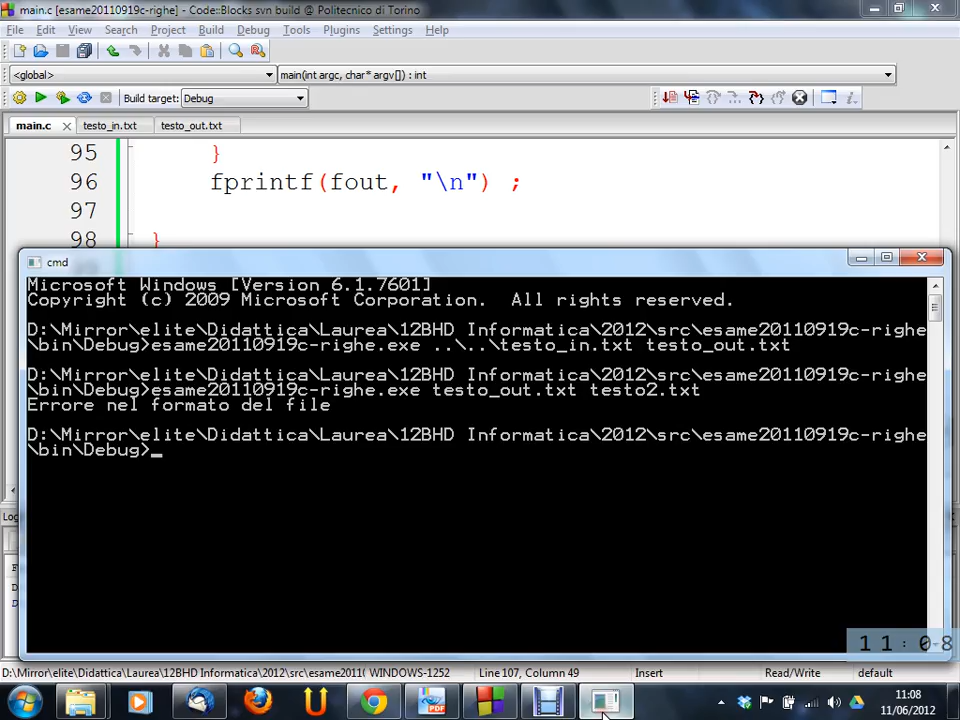 main.c [esame20110919c-righe] - Code::Blocks svn build @ Politecnico di Torino
File Edit View Search Project Build Debug Tools Plugins Settings Help
<global> main(int argc, char* argv[]) : int
Build target: Debug
main.c testo_in.txt testo_out.txt
95 }
96 fprintf(fout, "\n") ;
97
98 }
cmd
Microsoft Windows [Version 6.1.7601]
Copyright (c) 2009 Microsoft Corporation. All rights reserved.
D:\Mirror\elite\Didattica\Laurea\12BHD Informatica\2012\src\esame20110919c-righe
\bin\Debug>esame20110919c-righe.exe ..\..\testo_in.txt testo_out.txt
D:\Mirror\elite\Didattica\Laurea\12BHD Informatica\2012\src\esame20110919c-righe
\bin\Debug>esame20110919c-righe.exe testo_out.txt testo2.txt
Errore nel formato del file
D:\Mirror\elite\Didattica\Laurea\12BHD Informatica\2012\src\esame20110919c-righe
\bin\Debug>_
11:08
D:\Mirror\elite\Didattica\Laurea\12BHD Informatica\2012\src\esame2011( WINDOWS-1252 Line 107, Column 49 Insert Read/Write default
PDF
11:08
11/06/2012